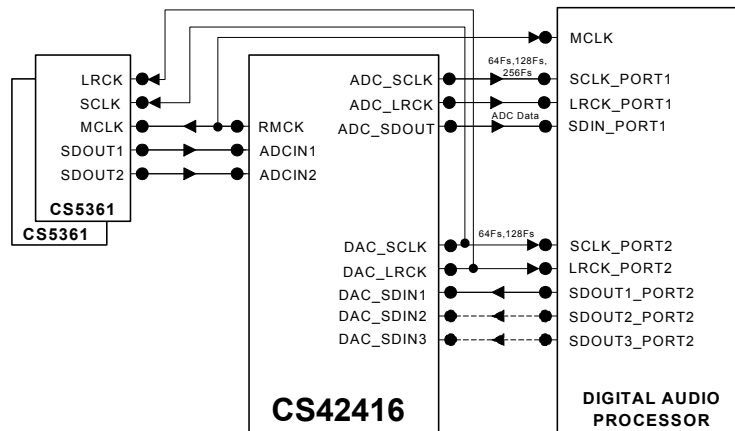 MCLK
64Fs,128Fs,
256Fs
LRCK
SCLK
MCLK
SDOUT1
SDOUT2
CS5361
CS5361
RMCK
ADCIN1
ADCIN2
ADC_SCLK
ADC_LRCK
ADC_SDOUT
ADC Data
SCLK_PORT1
LRCK_PORT1
SDIN_PORT1
DAC_SCLK
DAC_LRCK
DAC_SDIN1
DAC_SDIN2
DAC_SDIN3
64Fs,128Fs
SCLK_PORT2
LRCK_PORT2
SDOUT1_PORT2
SDOUT2_PORT2
SDOUT3_PORT2
CS42416
DIGITAL AUDIO
PROCESSOR